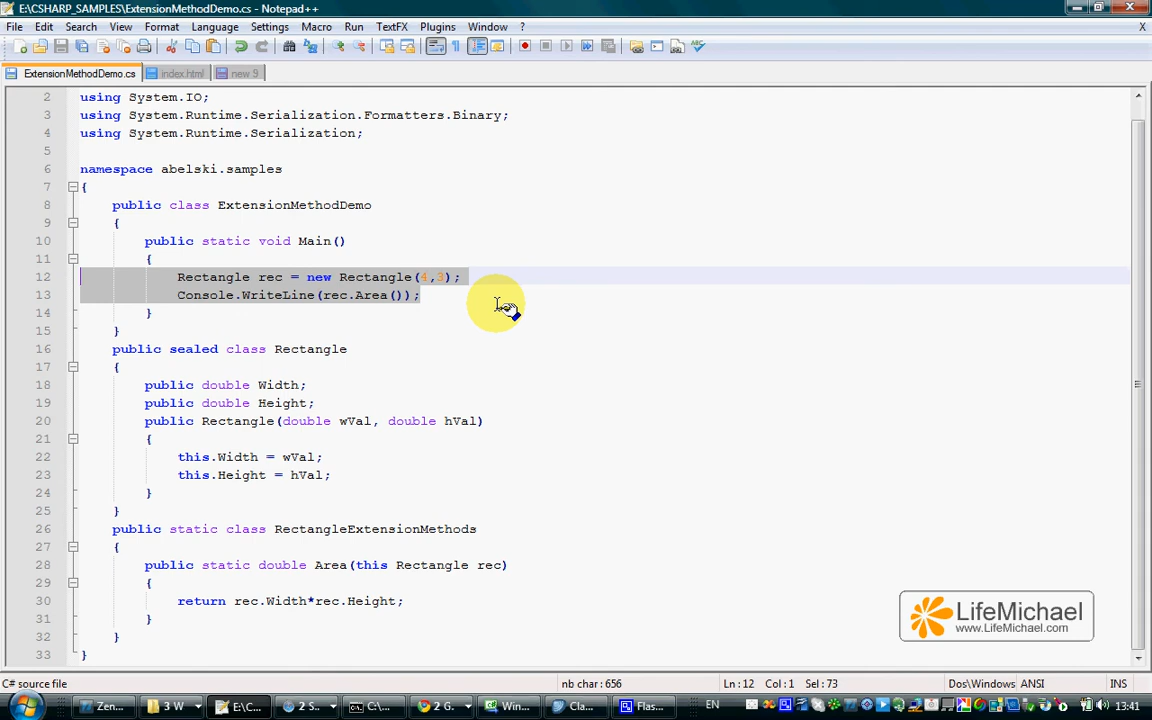 E:\CSHARP_SAMPLES\ExtensionMethodDemo.cs - Notepad++
File Edit Search View Format Language Settings Macro Run TextFX Plugins Window ? X
ExtensionMethodDemo.cs index.html new 9
2 using System.IO;
3 using System.Runtime.Serialization.Formatters.Binary;
4 using System.Runtime.Serialization;
5
6 namespace abelski.samples
7 {
8 public class ExtensionMethodDemo
9 {
10 public static void Main()
11 {
12 Rectangle rec = new Rectangle(4,3);
13 Console.WriteLine(rec.Area());
14 }
15 }
16 public sealed class Rectangle
17 {
18 public double Width;
19 public double Height;
20 public Rectangle(double wVal, double hVal)
21 {
22 this.Width = wVal;
23 this.Height = hVal;
24 }
25 }
26 public static class RectangleExtensionMethods
27 {
28 public static double Area(this Rectangle rec)
29 {
30 return rec.Width*rec.Height;
31 }
32 }
33 }
LifeMichael
www.LifeMichael.com
C# source file nb char: 656 Ln:12 Col:1 Sel:73 Dos\Windows ANSI INS
Zen... 3 W E:\C... 2 S... C:\... 2 G... Win... Cla... Flas... EN 13:41